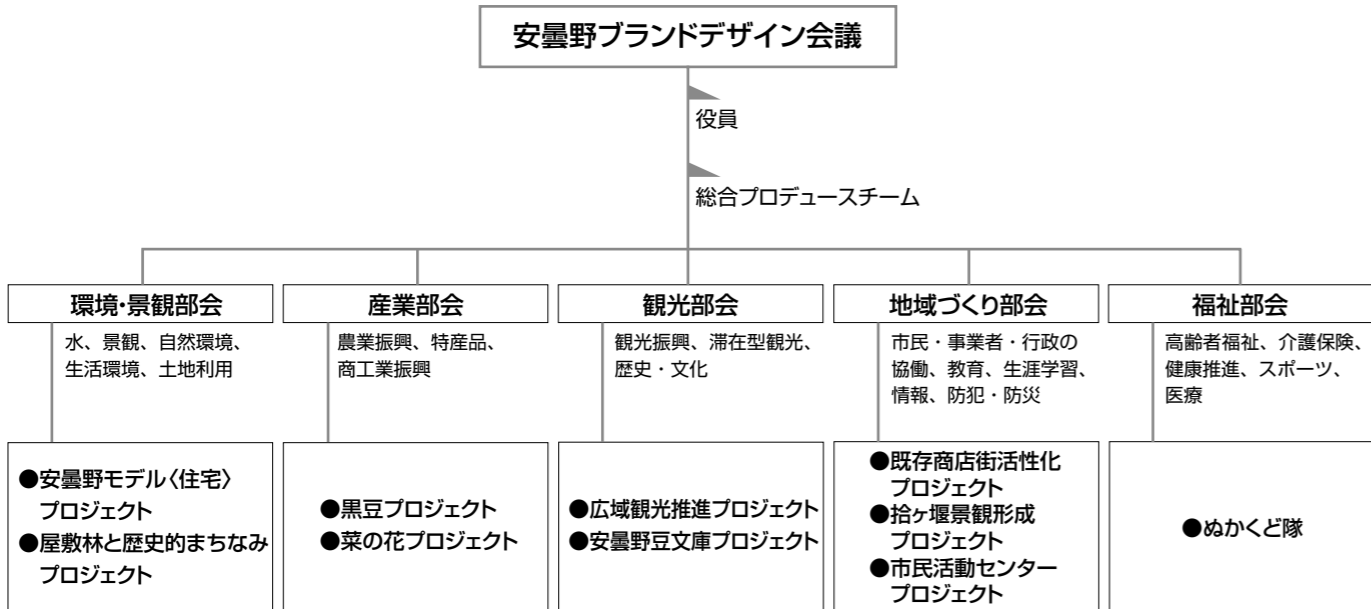 安曇野ブランドデザイン会議
役員
総合プロデュースチーム
環境・景観部会
水、景観、自然環境、
生活環境、土地利用
●安曇野モデル〈住宅〉
プロジェクト
●屋敷林と歴史的まちなみ
プロジェクト
産業部会
農業振興、特産品、
商工業振興
●黒豆プロジェクト
●菜の花プロジェクト
観光部会
観光振興、滞在型観光、
歴史・文化
●広域観光推進プロジェクト
●安曇野豆文庫プロジェクト
地域づくり部会
市民・事業者・行政の
協働、教育、生涯学習、
情報、防犯・防災
●既存商店街活性化
プロジェクト
●拾ヶ堰景観形成
プロジェクト
●市民活動センター
プロジェクト
福祉部会
高齢者福祉、介護保険、
健康推進、スポーツ、
医療
●ぬかくど隊